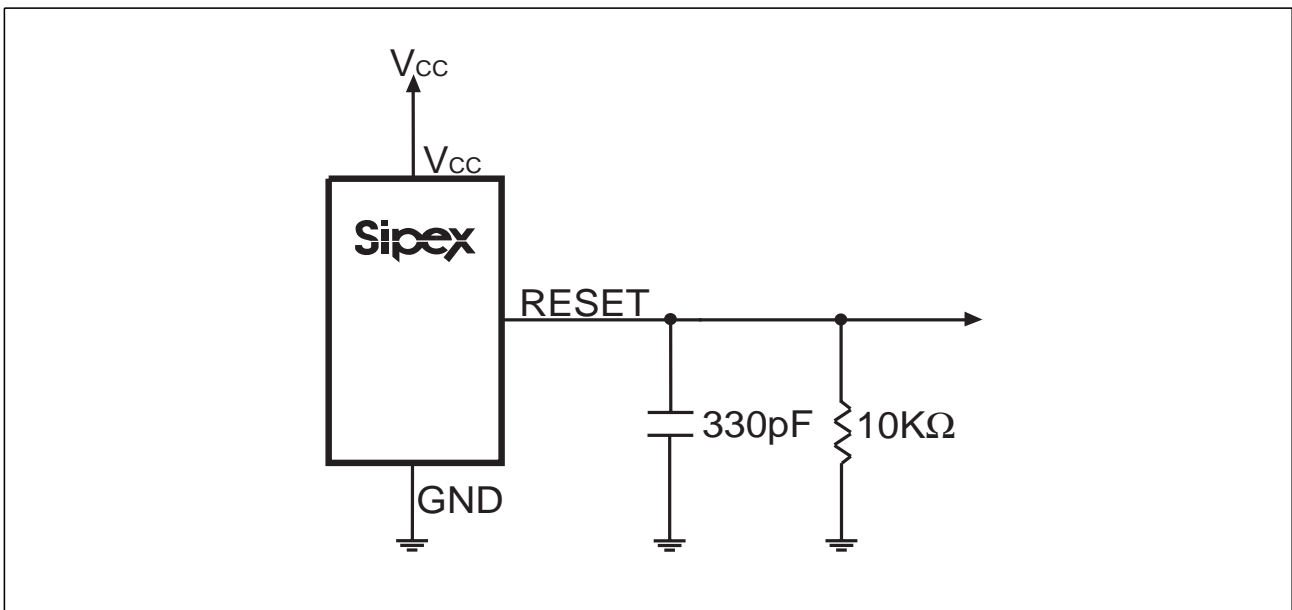 VCC
VCC
Sipex
RESET
330pF
10KΩ
GND